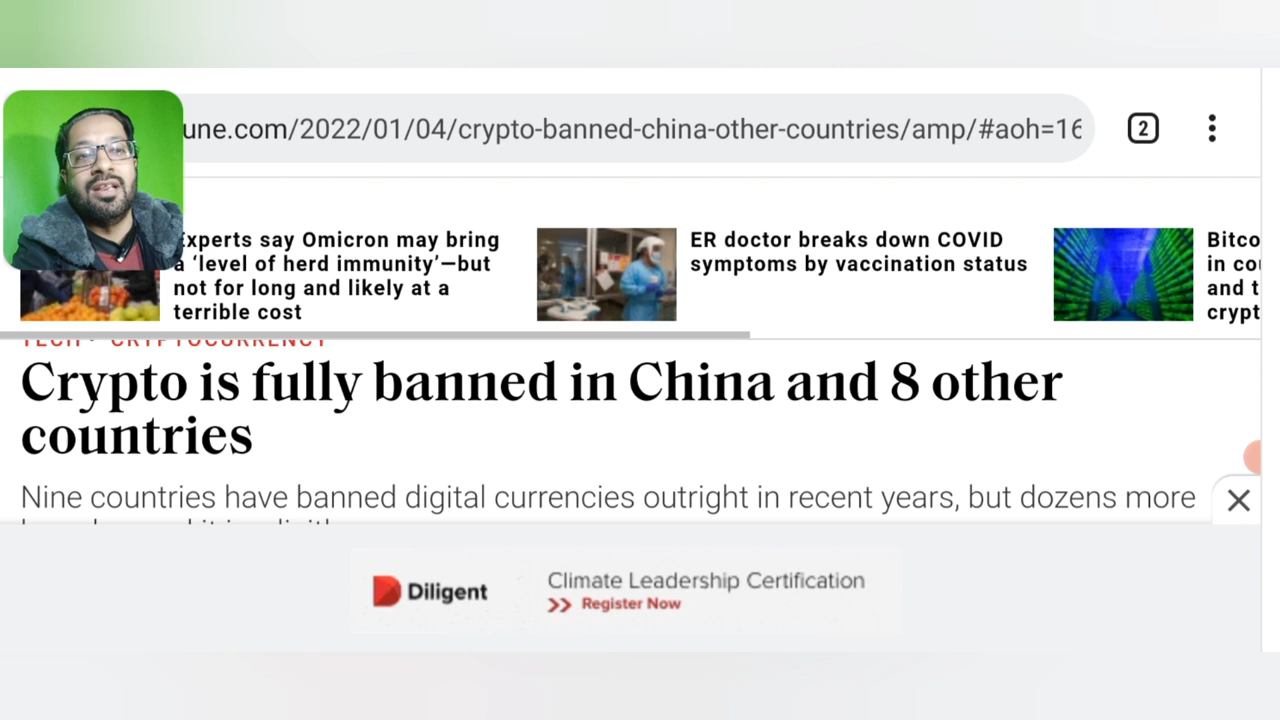 une.com/2022/01/04/crypto-banned-china-other-countries/amp/#aoh=16
2
Experts say Omicron may bring
a ‘level of herd immunity’—but
not for long and likely at a
terrible cost
ER doctor breaks down COVID
symptoms by vaccination status
Bitco
in co
and t
crypt
TECH · CRYPTOCURRENCY
Crypto is fully banned in China and 8 other
countries
Nine countries have banned digital currencies outright in recent years, but dozens more
Diligent
Climate Leadership Certification
Register Now